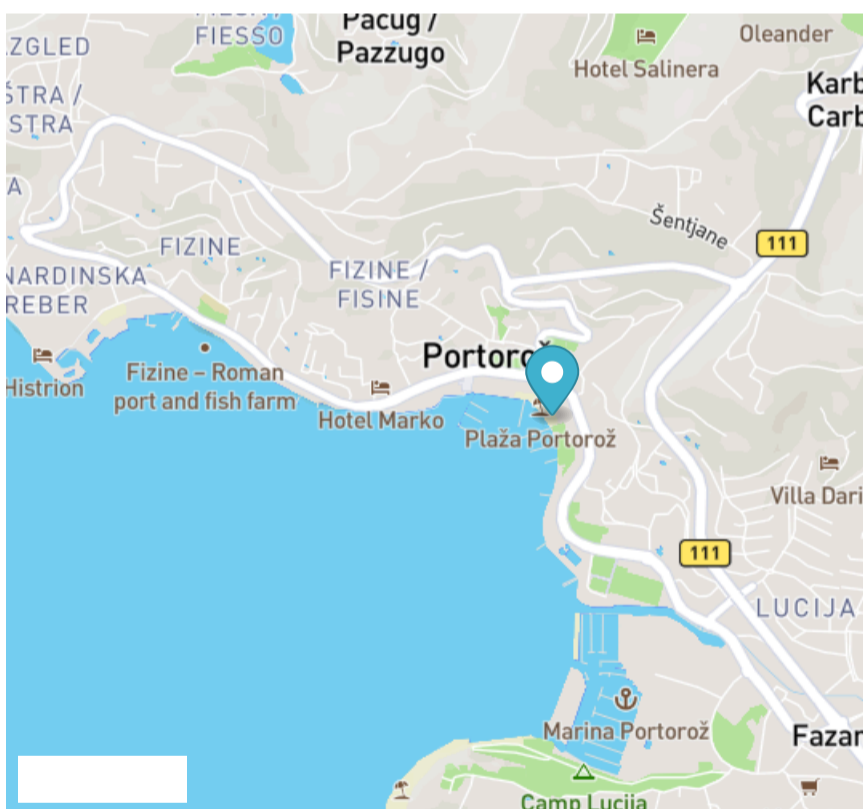 FIESSO
Pacug /
Pazzugo
Oleander
Hotel Salinera
ZGLED
Karb
Carb
ŠTRA /
STRA
A
Šentjane
111
FIZINE
FIZINE /
FISINE
NARDINSKA
REBER
Portorož
Histrion
Fizine – Roman
port and fish farm
Hotel Marko
Plaža Portorož
Villa Dari
111
LUCIJA
Marina Portorož
Fazan
Camp Lucija